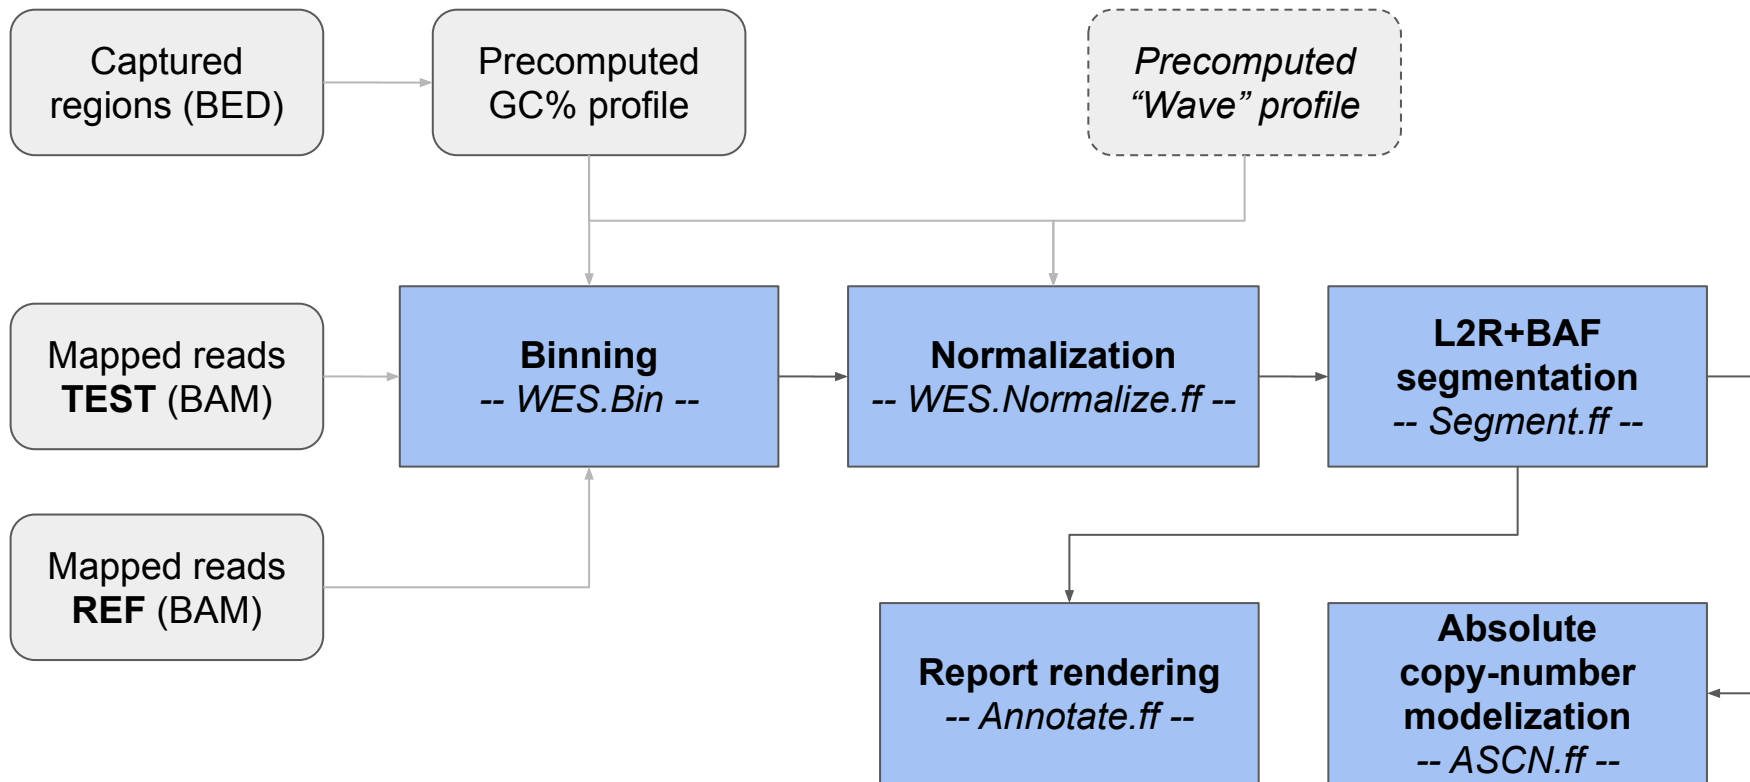 Captured
regions (BED)
Precomputed
GC% profile
Precomputed
“Wave” profile
Mapped reads
TEST (BAM)
Binning
-- WES.Bin --
Normalization
-- WES.Normalize.ff --
L2R+BAF
segmentation
-- Segment.ff --
Mapped reads
REF (BAM)
Report rendering
-- Annotate.ff --
Absolute
copy-number
modelization
-- ASCN.ff --